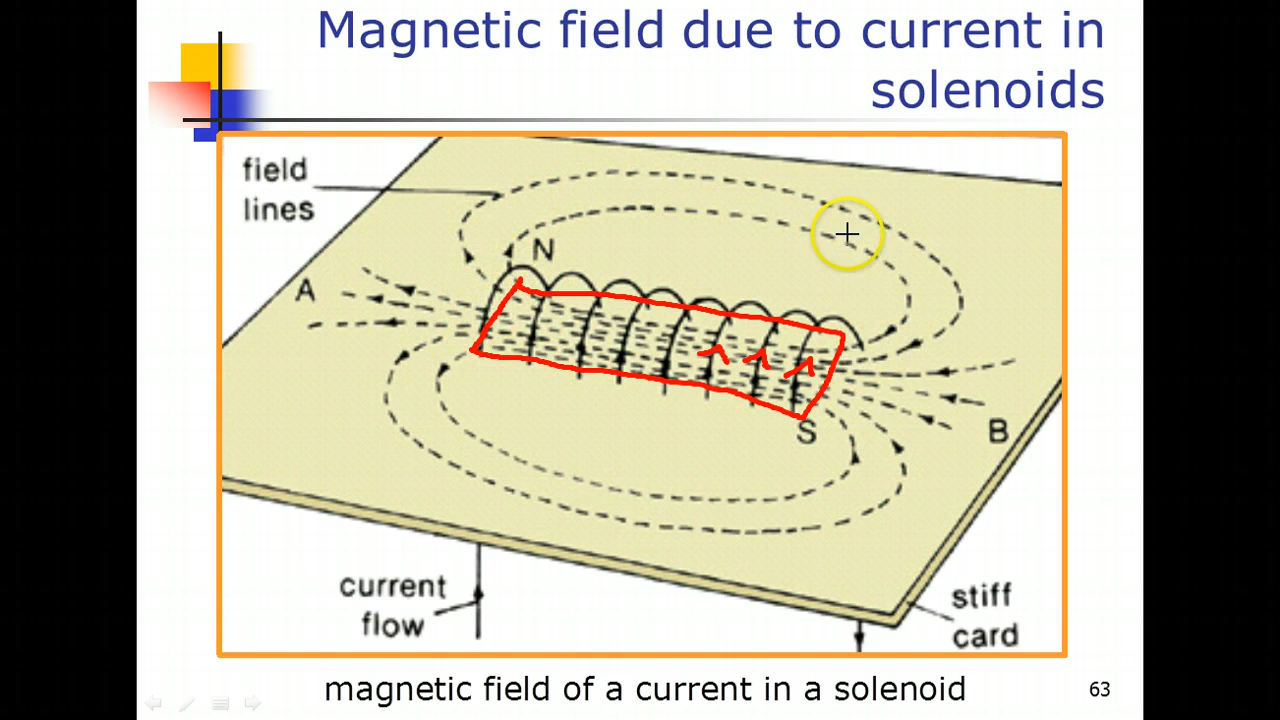 Magnetic field due to current in
solenoids
field
lines
N
A
S
B
current
flow
stiff
card
magnetic field of a current in a solenoid
63